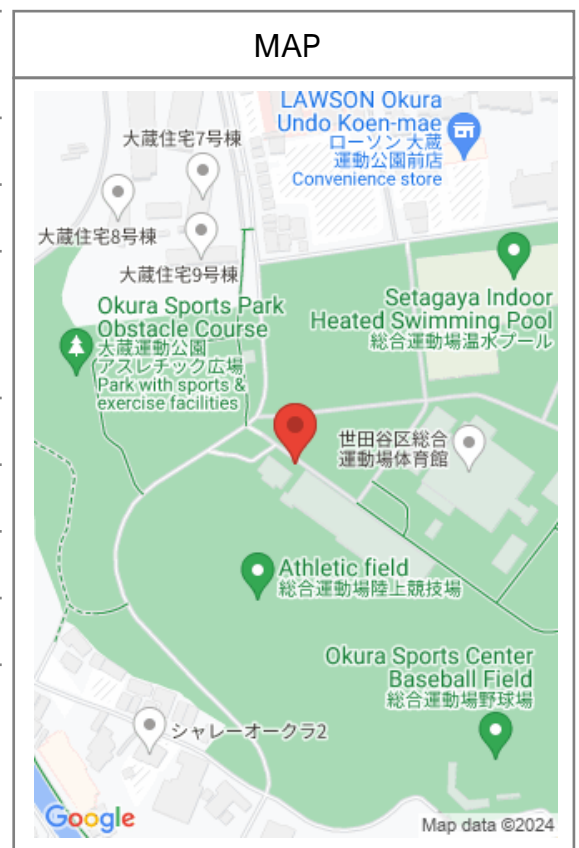 MAP
LAWSON Okura
Undo Koen-mae
ローソン 大蔵
運動公園前店
Convenience store
大蔵住宅7号棟
大蔵住宅8号棟
大蔵住宅9号棟
Setagaya Indoor
Heated Swimming Pool
総合運動場温水プール
Okura Sports Park
Obstacle Course
大蔵運動公園
アスレチック広場
Park with sports &
exercise facilities
世田谷区総合
運動場体育館
Athletic field
総合運動場陸上競技場
Okura Sports Center
Baseball Field
総合運動場野球場
シャレーオークラ2
Google
Map data ©2024